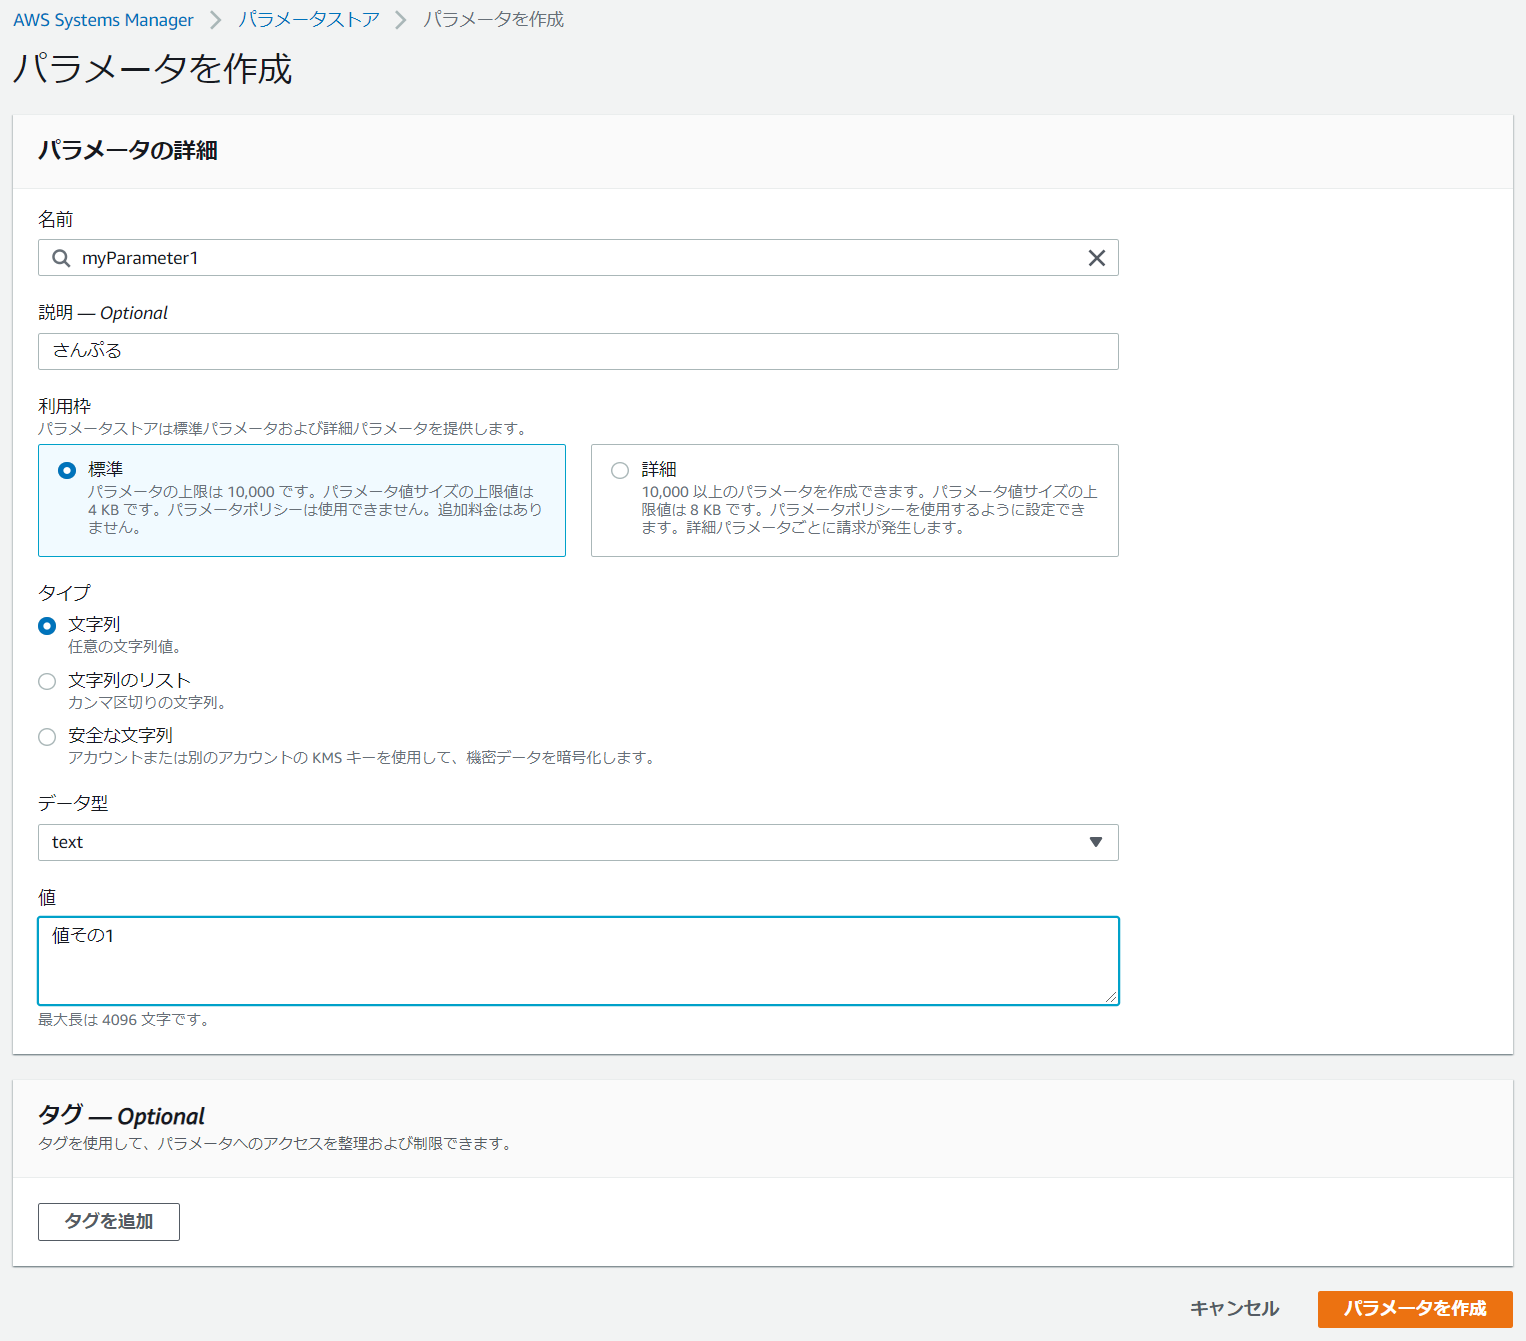 AWS Systems Manager > パラメータストア > パラメータを作成
パラメータを作成
パラメータの詳細
名前
myParameter1
説明 — Optional
さんぷる
利用枠
パラメータストアは標準パラメータおよび詳細パラメータを提供します。
標準
パラメータの上限は 10,000 です。パラメータ値サイズの上限値は
4 KB です。パラメータポリシーは使用できません。追加料金はあり
ません。
詳細
10,000 以上のパラメータを作成できます。パラメータ値サイズの上
限値は 8 KB です。パラメータポリシーを使用するように設定でき
ます。詳細パラメータごとに請求が発生します。
タイプ
文字列
任意の文字列値。
文字列のリスト
カンマ区切りの文字列。
安全な文字列
アカウントまたは別のアカウントの KMS キーを使用して、機密データを暗号化します。
データ型
text
値
値その1
最大長は 4096 文字です。
タグ — Optional
タグを使用して、パラメータへのアクセスを整理および制限できます。
タグを追加
キャンセル
パラメータを作成